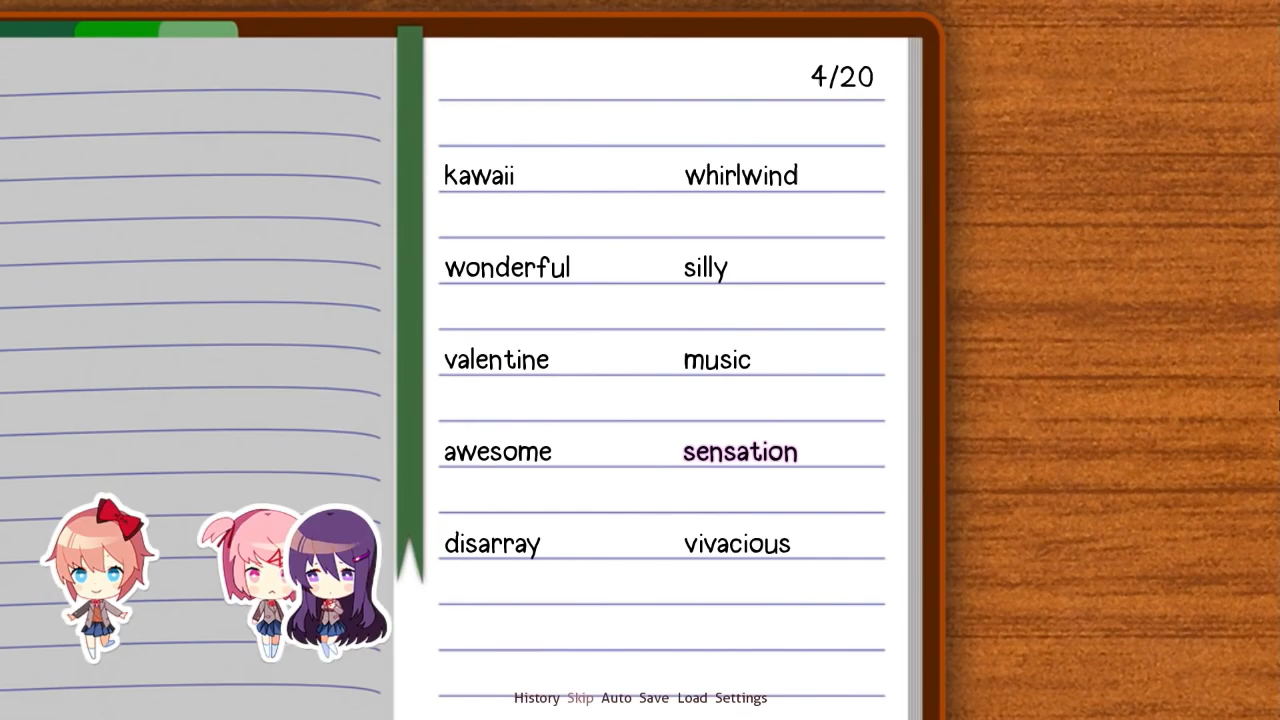 4/20
kawaii whirlwind
wonderful silly
valentine music
awesome sensation
disarray vivacious
History Skip Auto Save Load Settings